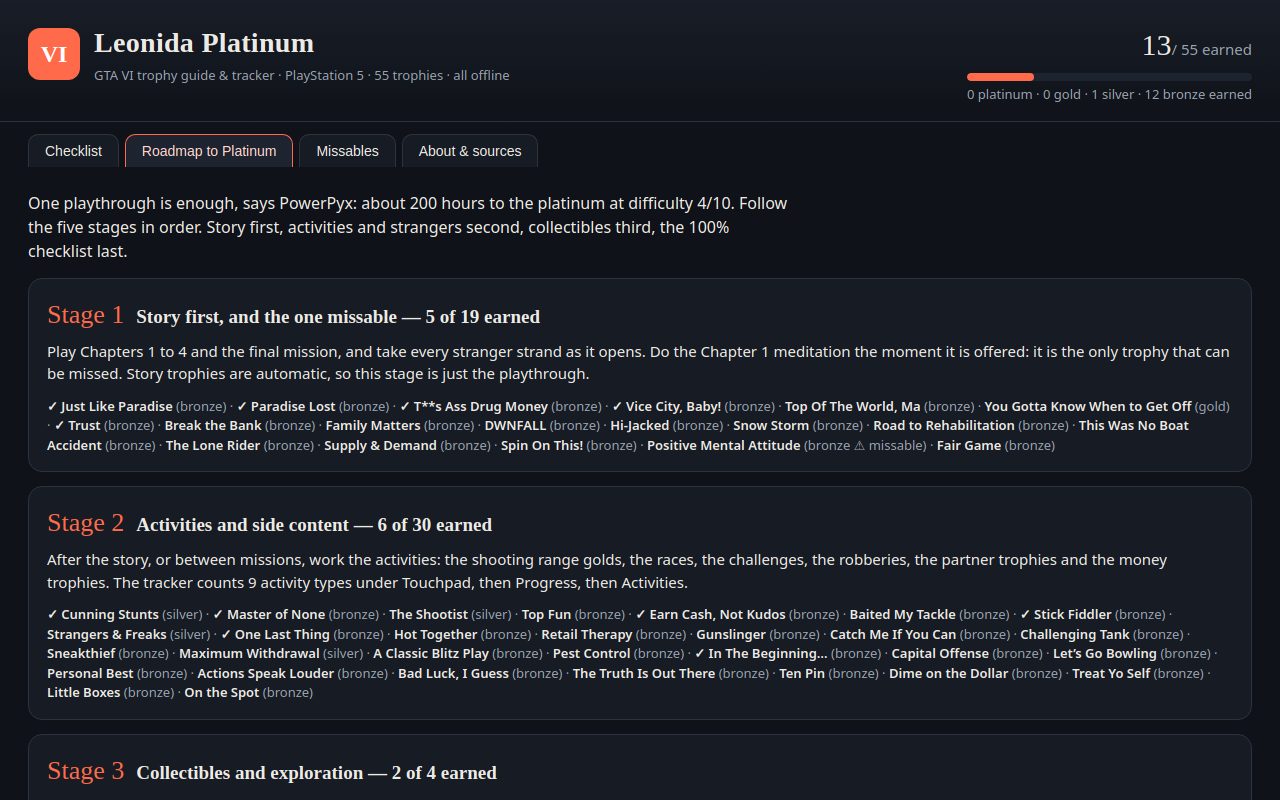 VI
Leonida Platinum
GTA VI trophy guide & tracker · PlayStation 5 · 55 trophies · all offline
13/ 55 earned
0 platinum · 0 gold · 1 silver · 12 bronze earned
Checklist
Roadmap to Platinum
Missables
About & sources
One playthrough is enough, says PowerPyx: about 200 hours to the platinum at difficulty 4/10. Follow
the five stages in order. Story first, activities and strangers second, collectibles third, the 100%
checklist last.
Stage 1 Story first, and the one missable — 5 of 19 earned
Play Chapters 1 to 4 and the final mission, and take every stranger strand as it opens. Do the Chapter 1 meditation the moment it is offered: it is the only trophy that can
be missed. Story trophies are automatic, so this stage is just the playthrough.
✓ Just Like Paradise (bronze) · ✓ Paradise Lost (bronze) · ✓ T**s Ass Drug Money (bronze) · ✓ Vice City, Baby! (bronze) · Top Of The World, Ma (bronze) · You Gotta Know When to Get Off (gold)
· ✓ Trust (bronze) · Break the Bank (bronze) · Family Matters (bronze) · DWNFALL (bronze) · Hi-Jacked (bronze) · Snow Storm (bronze) · Road to Rehabilitation (bronze) · This Was No Boat
Accident (bronze) · The Lone Rider (bronze) · Supply & Demand (bronze) · Spin On This! (bronze) · Positive Mental Attitude (bronze ⚠ missable) · Fair Game (bronze)
Stage 2 Activities and side content — 6 of 30 earned
After the story, or between missions, work the activities: the shooting range golds, the races, the challenges, the robberies, the partner trophies and the money
trophies. The tracker counts 9 activity types under Touchpad, then Progress, then Activities.
✓ Cunning Stunts (silver) · ✓ Master of None (bronze) · The Shootist (silver) · Top Fun (bronze) · ✓ Earn Cash, Not Kudos (bronze) · Baited My Tackle (bronze) · ✓ Stick Fiddler (bronze) ·
Strangers & Freaks (silver) · ✓ One Last Thing (bronze) · Hot Together (bronze) · Retail Therapy (bronze) · Gunslinger (bronze) · Catch Me If You Can (bronze) · Challenging Tank (bronze) ·
Sneakthief (bronze) · Maximum Withdrawal (silver) · A Classic Blitz Play (bronze) · Pest Control (bronze) · ✓ In The Beginning... (bronze) · Capital Offense (bronze) · Let’s Go Bowling (bronze) ·
Personal Best (bronze) · Actions Speak Louder (bronze) · Bad Luck, I Guess (bronze) · The Truth Is Out There (bronze) · Ten Pin (bronze) · Dime on the Dollar (bronze) · Treat Yo Self (bronze) ·
Little Boxes (bronze) · On the Spot (bronze)
Stage 3 Collectibles and exploration — 2 of 4 earned